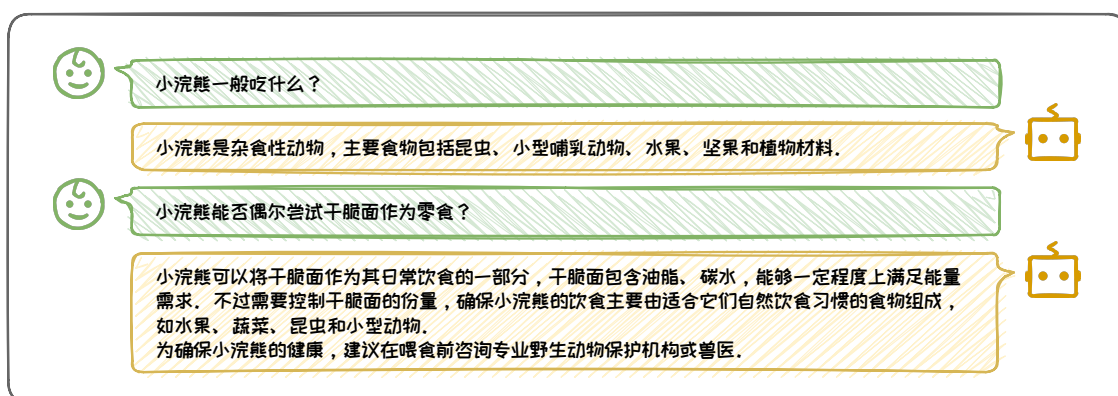 小浣熊一般吃什么？
小浣熊是杂食性动物，主要食物包括昆虫、小型哺乳动物、水果、坚果和植物材料.
小浣熊能否偶尔尝试干脆面作为零食？
小浣熊可以将干脆面作为其日常饮食的一部分，干脆面包含油脂、碳水，能够一定程度上满足能量
需求. 不过需要控制干脆面的份量，确保小浣熊的饮食主要由适合它们自然饮食习惯的食物组成，
如水果、蔬菜、昆虫和小型动物.
为确保小浣熊的健康，建议在喂食前咨询专业野生动物保护机构或兽医.